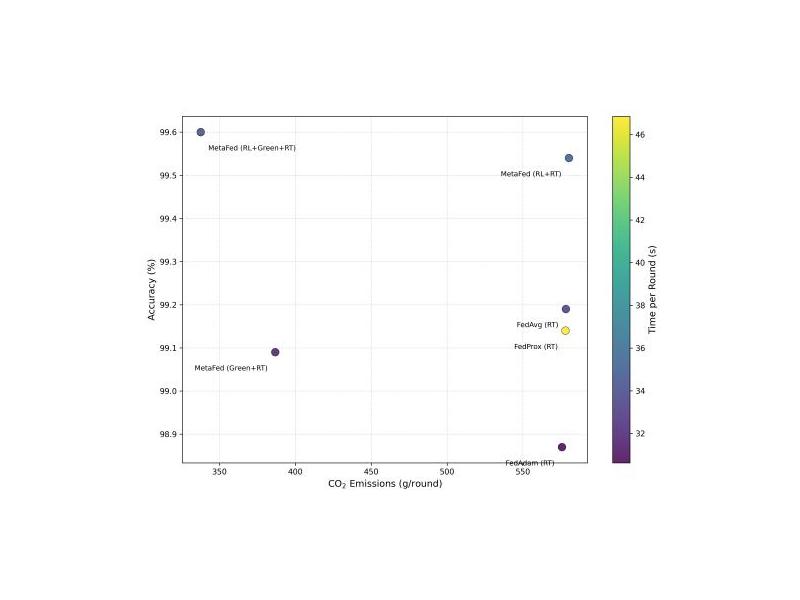 99.6
99.5
99.4
99.3
99.2
99.1
99.0
98.9
Accuracy (%)
MetaFed (RL+Green+RT)
MetaFed (RL+RT)
FedAvg (RT)
FedProx (RT)
MetaFed (Green+RT)
FedAdam (RT)
350 400 450 500 550
CO₂ Emissions (g/round)
46
44
42
40
38
36
34
32
Time per Round (s)